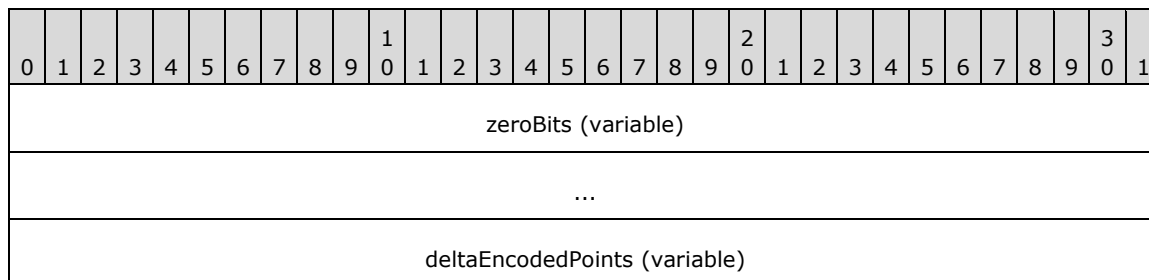 1 2 3
0 1 2 3 4 5 6 7 8 9 0 1 2 3 4 5 6 7 8 9 0 1 2 3 4 5 6 7 8 9 0 1
zeroBits (variable)
...
deltaEncodedPoints (variable)